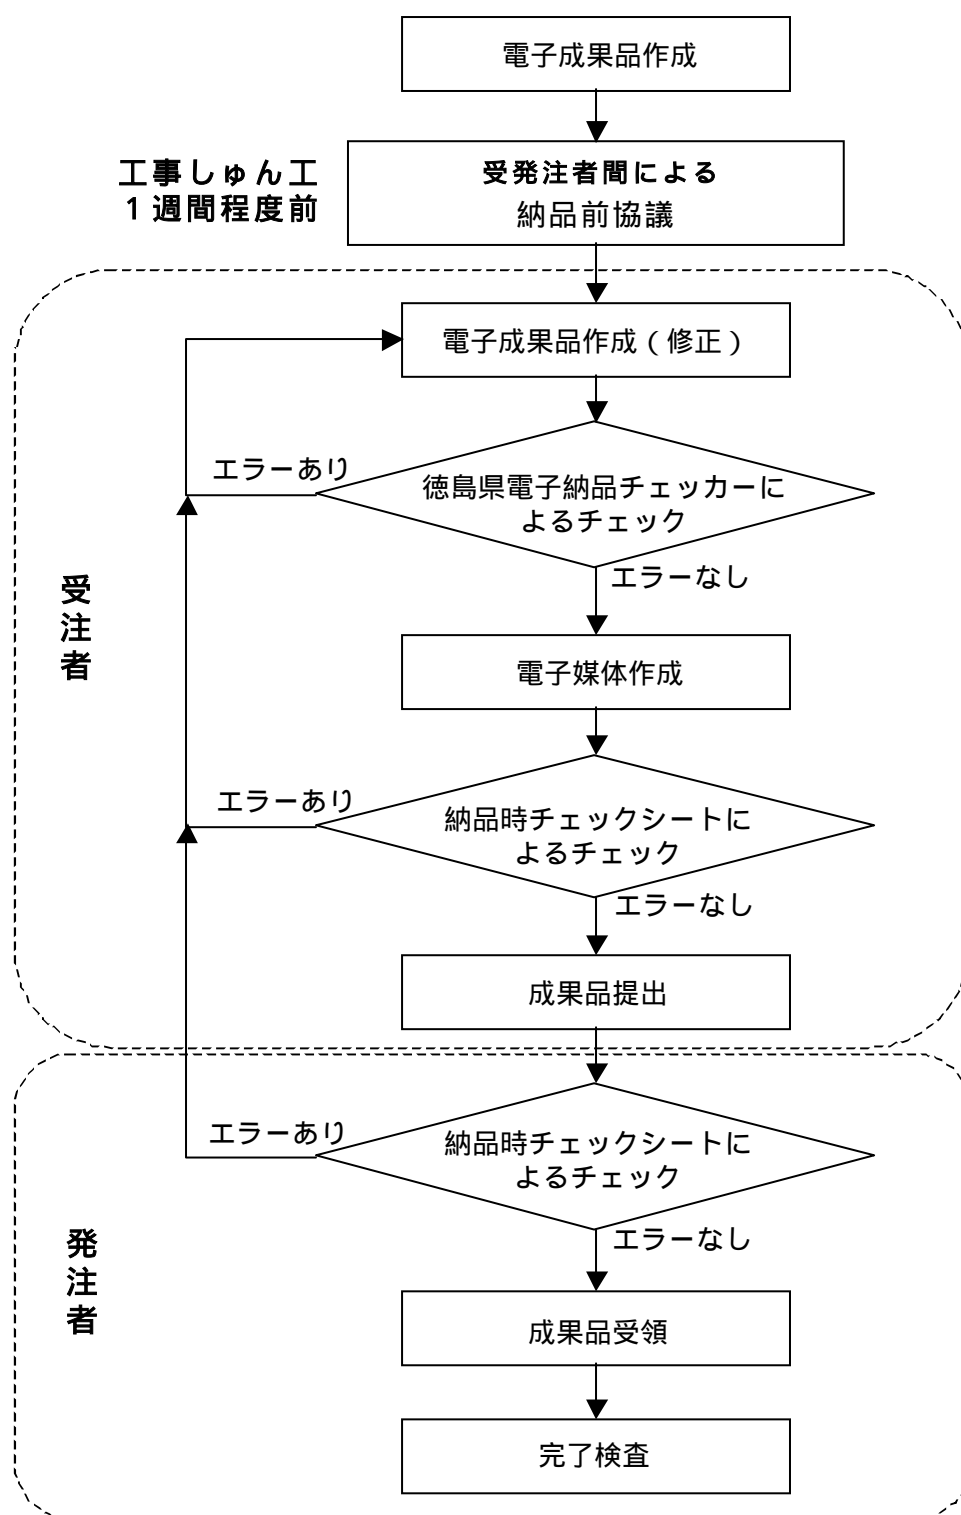 電子成果品作成
工事しゅん工
１週間程度前
受発注者間による
納品前協議
電子成果品作成（修正）
エラーあり
徳島県電子納品チェッカーに
よるチェック
エラーなし
受
注
者
電子媒体作成
エラーあり
納品時チェックシートに
よるチェック
エラーなし
成果品提出
エラーあり
納品時チェックシートに
よるチェック
エラーなし
発
注
者
成果品受領
完了検査